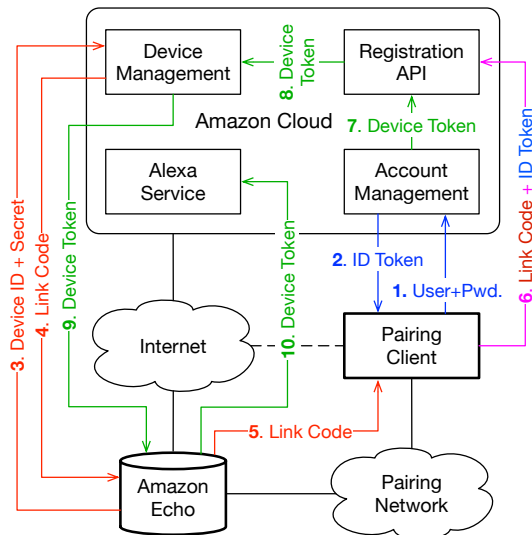 Device
Management
Registration
API
8. Device
Token
Amazon Cloud
7. Device Token
Alexa
Service
Account
Management
2. ID Token
1. User+Pwd.
3. Device ID + Secret
4. Link Code
9. Device Token
10. Device Token
6. Link Code + ID Token
Internet
Pairing
Client
5. Link Code
Amazon
Echo
Pairing
Network